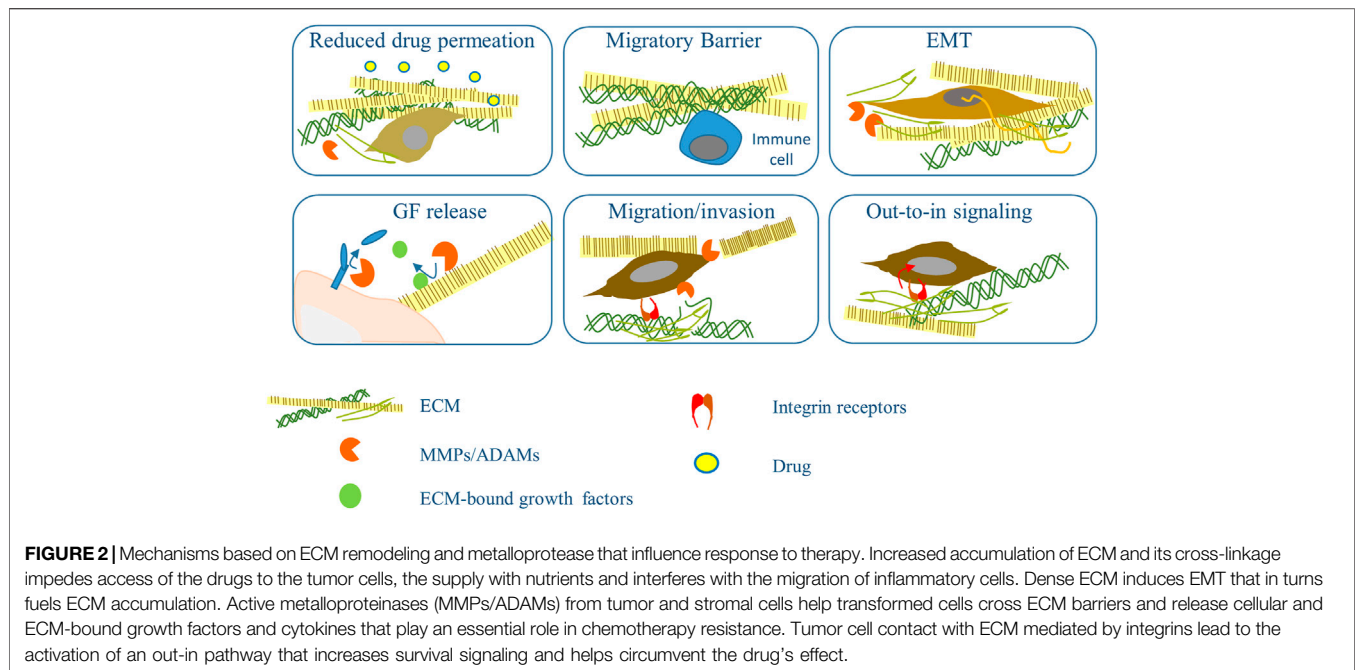 Reduced drug permeation
Migratory Barrier
EMT
Immune
cell
GF release
Migration/invasion
Out-to-in signaling
ECM
Integrin receptors
MMPs/ADAMs
Drug
ECM-bound growth factors
FIGURE 2 | Mechanisms based on ECM remodeling and metalloprotease that influence response to therapy. Increased accumulation of ECM and its cross-linkage
impedes access of the drugs to the tumor cells, the supply with nutrients and interferes with the migration of inflammatory cells. Dense ECM induces EMT that in turns
fuels ECM accumulation. Active metalloproteinases (MMPs/ADAMs) from tumor and stromal cells help transformed cells cross ECM barriers and release cellular and
ECM-bound growth factors and cytokines that play an essential role in chemotherapy resistance. Tumor cell contact with ECM mediated by integrins lead to the
activation of an out-in pathway that increases survival signaling and helps circumvent the drug's effect.